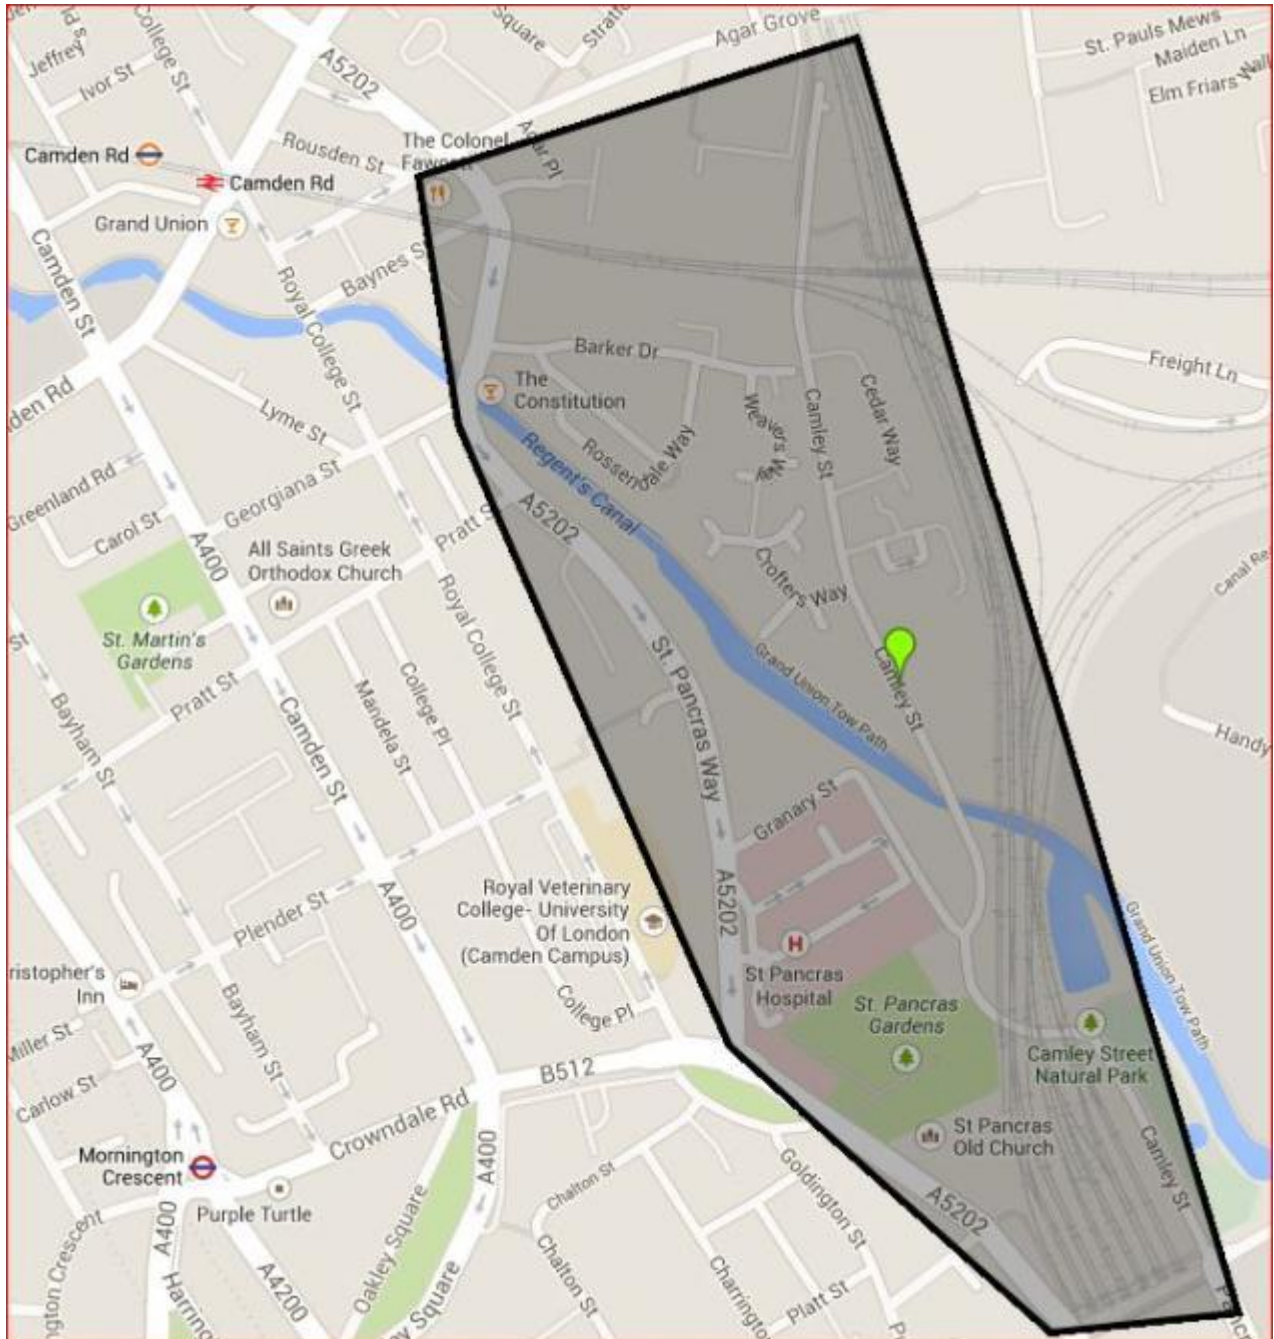 Jeffrey
Ivor St
College St
A5202
Square
Agar Grove
St. Pauls Mews
Maiden Ln
Elm Friars
Camden Rd
Camden Rd
Rousden St
The Colonel
Agar Pl
Grand Union
Camden St
Baynes
Royal College St
Barker Dr
The
Constitution
Freight Ln
Cedar Way
Camley St
Weavers Way
Rossendale Way
Regent's Canal
Lyme St
Greenland Rd
Georgiana St
Carol St
A400
All Saints Greek
Orthodox Church
Pratt
A5202
Crofters Way
St. Martin's
Gardens
Pratt St
Bayham St
Mandela St
College Pl
Royal College St
Camden St
St. Pancras Way
Grand Union Tow Path
Camley St
Handy
Granary St
Plender St
A400
Royal Veterinary
College- University
Of London
(Camden Campus)
A5202
St Pancras
Hospital
St. Pancras
Gardens
Grand Union Tow Path
Inn
Bayham St
College Pl
Miller St
A400
Carlow St
B512
Camley Street
Natural Park
Crowndale Rd
Mornington
Crescent
A400
St Pancras
Old Church
Camley St
Chalton St
Goldington St
A5202
Purple Turtle
A400
A4200
Oakley Square
Square
Chalton St
Platt St